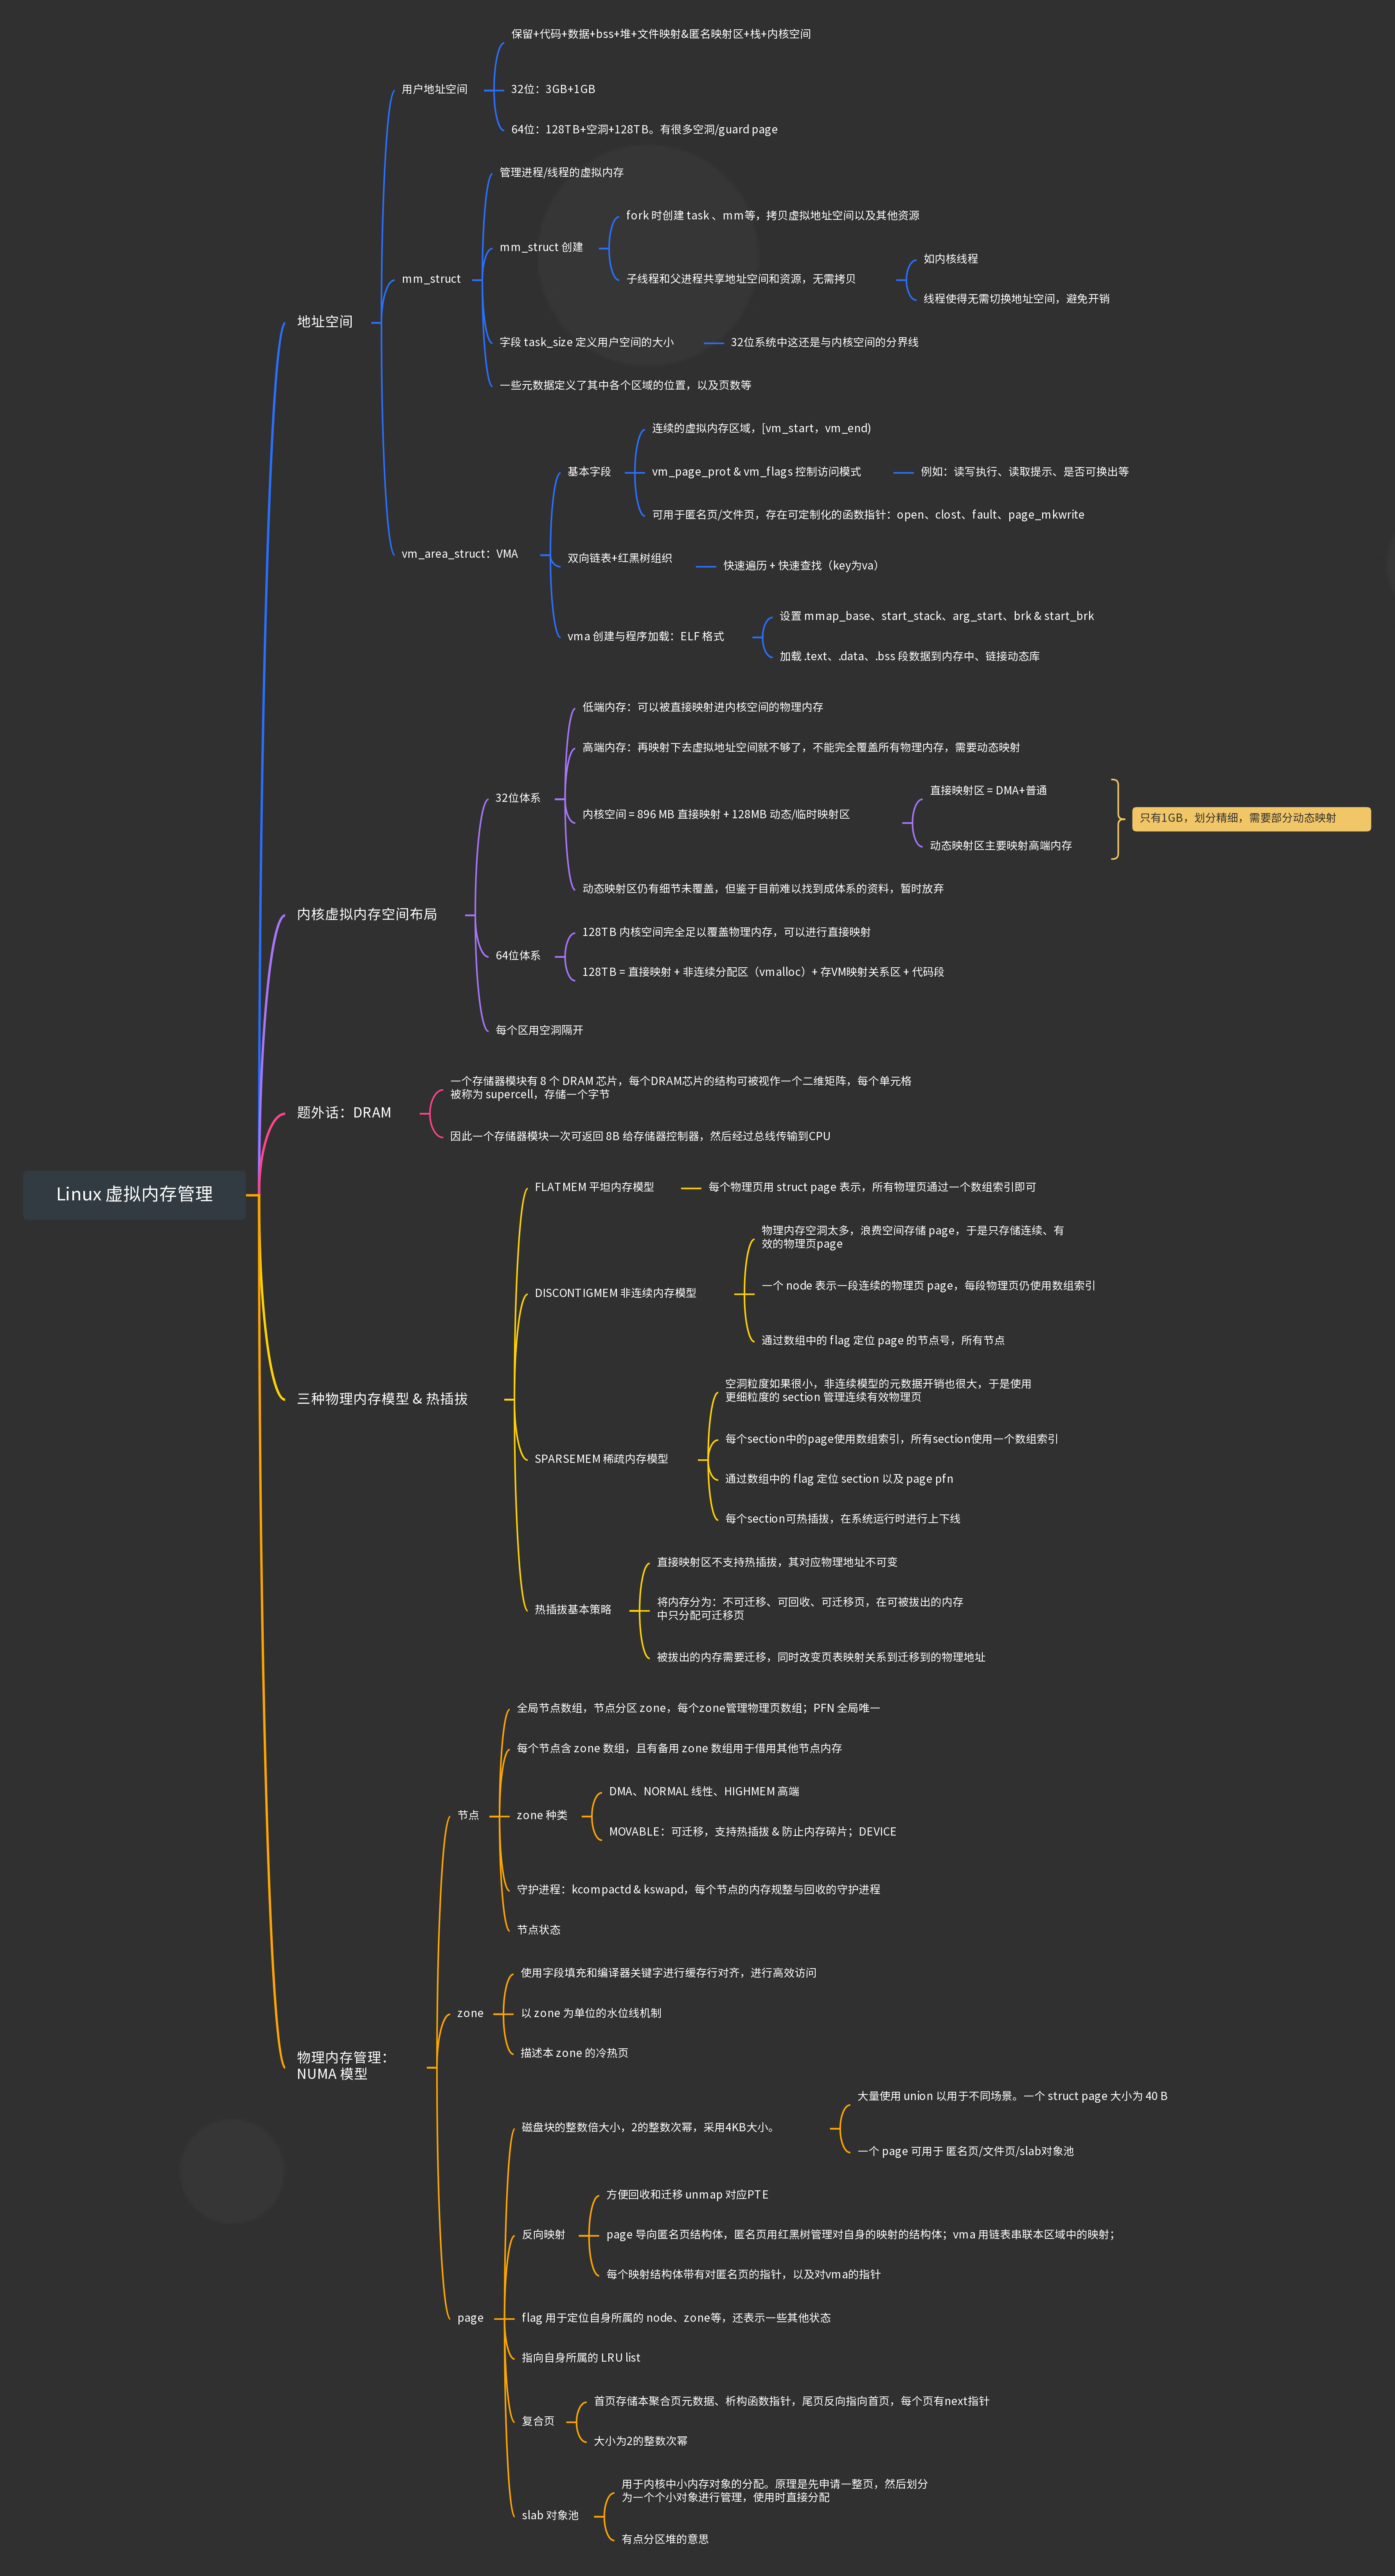 Linux 虚拟内存管理
地址空间
用户地址空间
保留+代码+数据+bss+堆+文件映射&匿名映射区+栈+内核空间
32位：3GB+1GB
64位：128TB+空洞+128TB。有很多空洞/guard page
mm_struct
管理进程/线程的虚拟内存
mm_struct 创建
fork 时创建 task 、mm等，拷贝虚拟地址空间以及其他资源
子线程和父进程共享地址空间和资源，无需拷贝
如内核线程
线程使得无需切换地址空间，避免开销
字段 task_size 定义用户空间的大小
32位系统中这还是与内核空间的分界线
一些元数据定义了其中各个区域的位置，以及页数等
vm_area_struct：VMA
基本字段
连续的虚拟内存区域，[vm_start，vm_end)
vm_page_prot & vm_flags 控制访问模式
例如：读写执行、读取提示、是否可换出等
可用于匿名页/文件页，存在可定制化的函数指针：open、clost、fault、page_mkwrite
双向链表+红黑树组织
快速遍历 + 快速查找（key为va）
vma 创建与程序加载：ELF 格式
设置 mmap_base、start_stack、arg_start、brk & start_brk
加载 .text、.data、.bss 段数据到内存中、链接动态库
内核虚拟内存空间布局
32位体系
低端内存：可以被直接映射进内核空间的物理内存
高端内存：再映射下去虚拟地址空间就不够了，不能完全覆盖所有物理内存，需要动态映射
内核空间 = 896 MB 直接映射 + 128MB 动态/临时映射区
直接映射区 = DMA+普通
动态映射区主要映射高端内存
只有1GB，划分精细，需要部分动态映射
动态映射区仍有细节未覆盖，但鉴于目前难以找到成体系的资料，暂时放弃
64位体系
128TB 内核空间完全足以覆盖物理内存，可以进行直接映射
128TB = 直接映射 + 非连续分配区（vmalloc）+ 存VM映射关系区 + 代码段
每个区用空洞隔开
题外话：DRAM
一个存储器模块有 8 个 DRAM 芯片，每个DRAM芯片的结构可被视作一个二维矩阵，每个单元格
被称为 supercell，存储一个字节
因此一个存储器模块一次可返回 8B 给存储器控制器，然后经过总线传输到CPU
三种物理内存模型 & 热插拔
FLATMEM 平坦内存模型
每个物理页用 struct page 表示，所有物理页通过一个数组索引即可
DISCONTIGMEM 非连续内存模型
物理内存空洞太多，浪费空间存储 page，于是只存储连续、有
效的物理页page
一个 node 表示一段连续的物理页 page，每段物理页仍使用数组索引
通过数组中的 flag 定位 page 的节点号，所有节点
SPARSEMEM 稀疏内存模型
空洞粒度如果很小，非连续模型的元数据开销也很大，于是使用
更细粒度的 section 管理连续有效物理页
每个section中的page使用数组索引，所有section使用一个数组索引
通过数组中的 flag 定位 section 以及 page pfn
每个section可热插拔，在系统运行时进行上下线
热插拔基本策略
直接映射区不支持热插拔，其对应物理地址不可变
将内存分为：不可迁移、可回收、可迁移页，在可被拔出的内存
中只分配可迁移页
被拔出的内存需要迁移，同时改变页表映射关系到迁移到的物理地址
物理内存管理：
NUMA 模型
节点
全局节点数组，节点分区 zone，每个zone管理物理页数组；PFN 全局唯一
每个节点含 zone 数组，且有备用 zone 数组用于借用其他节点内存
zone 种类
DMA、NORMAL 线性、HIGHMEM 高端
MOVABLE：可迁移，支持热插拔 & 防止内存碎片；DEVICE
守护进程：kcompactd & kswapd，每个节点的内存规整与回收的守护进程
节点状态
zone
使用字段填充和编译器关键字进行缓存行对齐，进行高效访问
以 zone 为单位的水位线机制
描述本 zone 的冷热页
page
磁盘块的整数倍大小，2的整数次幂，采用4KB大小。
大量使用 union 以用于不同场景。一个 struct page 大小为 40 B
一个 page 可用于 匿名页/文件页/slab对象池
反向映射
方便回收和迁移 unmap 对应PTE
page 导向匿名页结构体，匿名页用红黑树管理对自身的映射的结构体；vma 用链表串联本区域中的映射；
每个映射结构体带有对匿名页的指针，以及对vma的指针
flag 用于定位自身所属的 node、zone等，还表示一些其他状态
指向自身所属的 LRU list
复合页
首页存储本聚合页元数据、析构函数指针，尾页反向指向首页，每个页有next指针
大小为2的整数次幂
slab 对象池
用于内核中小内存对象的分配。原理是先申请一整页，然后划分
为一个个小对象进行管理，使用时直接分配
有点分区堆的意思